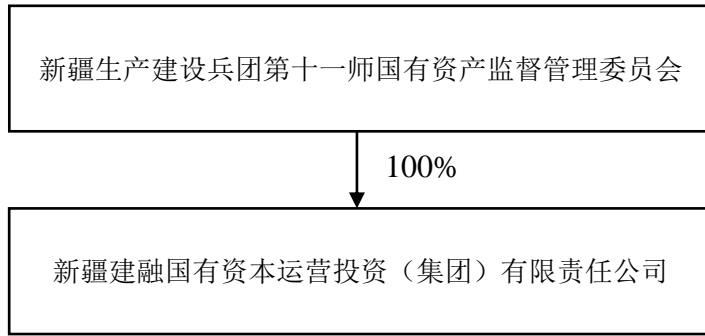 新疆生产建设兵团第十一师国有资产监督管理委员会
100%
新疆建融国有资本运营投资（集团）有限责任公司